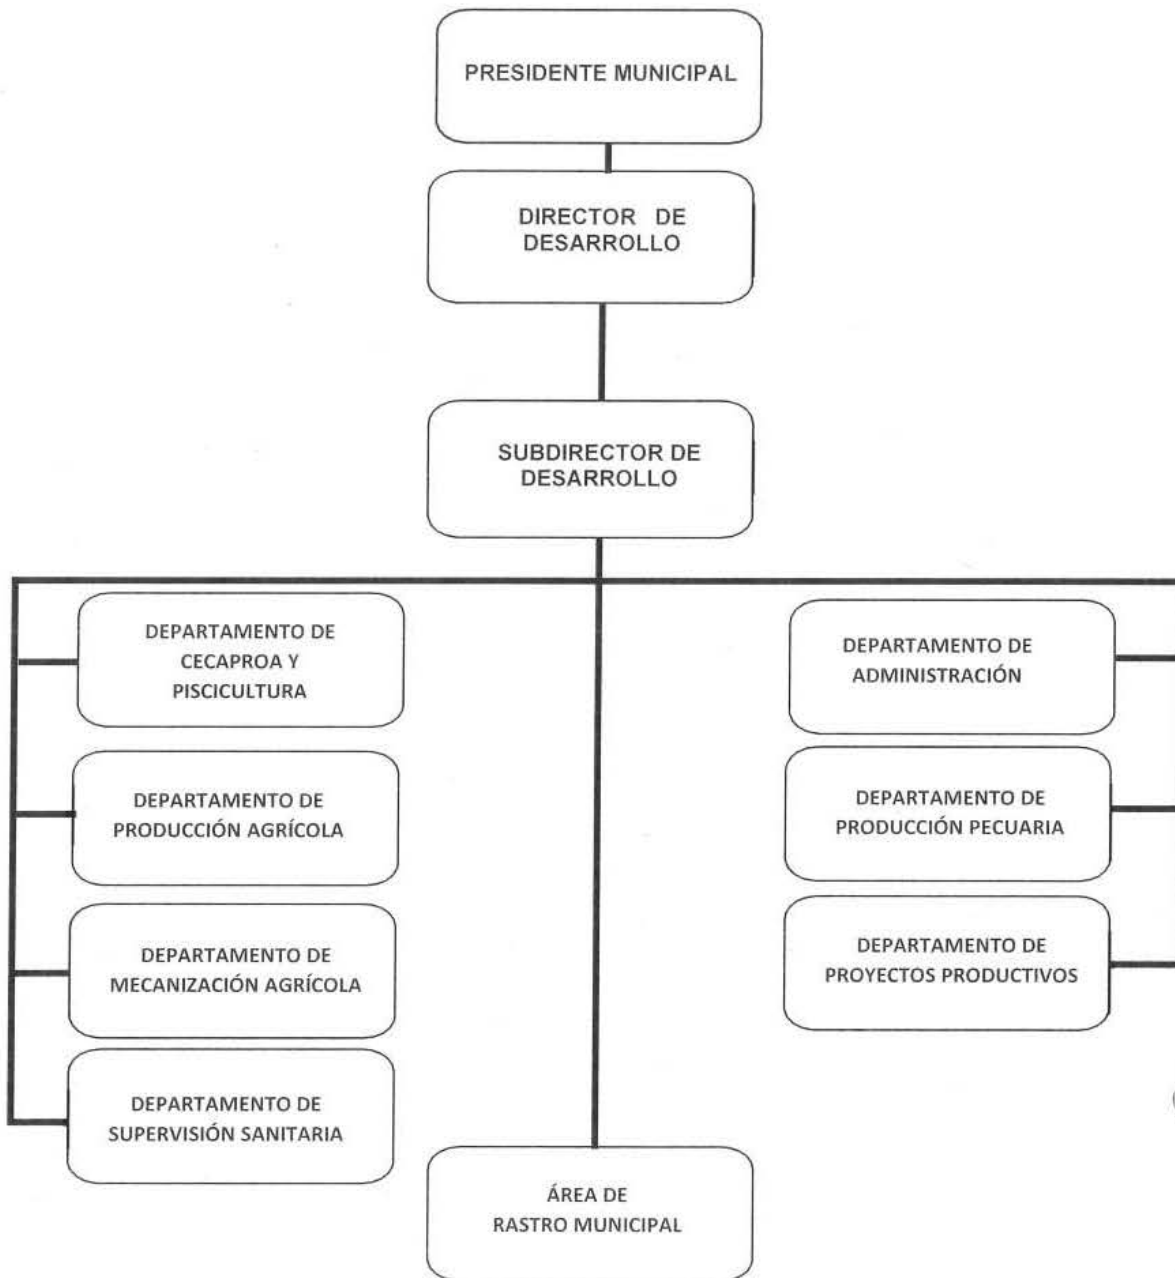 PRESIDENTE MUNICIPAL
DIRECTOR DE
DESARROLLO
SUBDIRECTOR DE
DESARROLLO
DEPARTAMENTO DE
CECAPROA Y
PISCICULTURA
DEPARTAMENTO DE
PRODUCCIÓN AGRÍCOLA
DEPARTAMENTO DE
MECANIZACIÓN AGRÍCOLA
DEPARTAMENTO DE
SUPERVISIÓN SANITARIA
DEPARTAMENTO DE
ADMINISTRACIÓN
DEPARTAMENTO DE
PRODUCCIÓN PECUARIA
DEPARTAMENTO DE
PROYECTOS PRODUCTIVOS
ÁREA DE
RASTRO MUNICIPAL